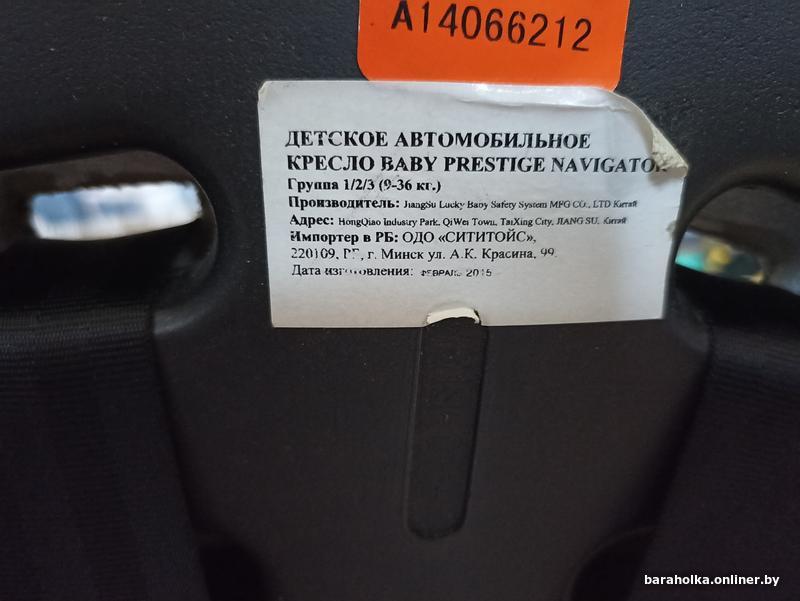 A14066212
ДЕТСКОЕ АВТОМОБИЛЬНОЕ
КРЕСЛО BABY PRESTIGE NAVIGATOR
Группа 1/2/3 (9-36 кг.)
Производитель: JiangSu Lucky Baby Safety System MFG CO., LTD Китай
Адрес: HongQiao Industry Park, QiWei Town, TaiXing City, JIANG SU, Китай
Импортер в РБ: ОДО «СИТИТОЙС»,
220109, РБ, г. Минск ул. А.К. Красина, 99.
Дата изготовления: ФЕВРАЛЬ 2015
baraholka.onliner.by